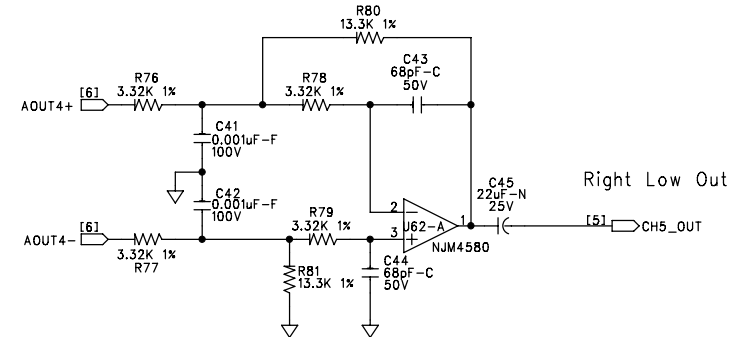 R80
13.3K 1%
C43
68pF-C
50V
R76
3.32K 1%
R78
3.32K 1%
[6]
AOUT4+
C41
0.001uF-F
100V
C42
0.001uF-F
100V
Right Low Out
C45
22uF-N
25V
[6]
AOUT4-
R79
3.32K 1%
2
3
1
U62-A
NJM4580
[5]
CH5_OUT
3.32K 1%
R77
R81
13.3K 1%
C44
68pF-C
50V